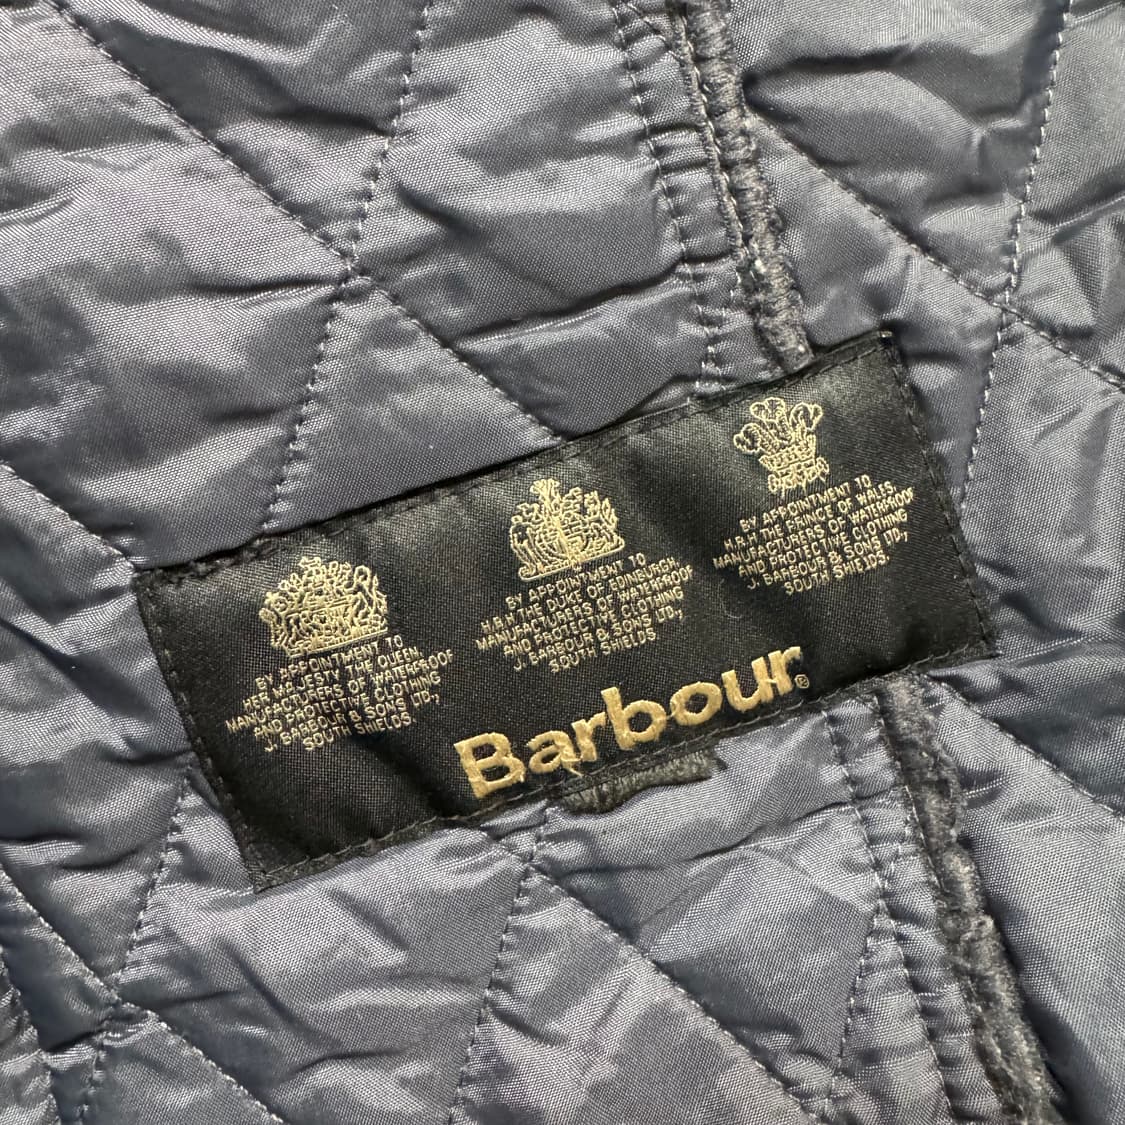 BY APPOINTMENT TO
HER MAJESTY THE QUEEN
MANUFACTURERS OF WATERPROOF
AND PROTECTIVE CLOTHING
J. BARBOUR & SONS LTD,
SOUTH SHIELDS.
BY APPOINTMENT TO
H.R.H. THE DUKE OF EDINBURGH
MANUFACTURERS OF WATERPROOF
AND PROTECTIVE CLOTHING
J. BARBOUR & SONS LTD,
SOUTH SHIELDS.
BY APPOINTMENT TO
H.R.H. THE PRINCE OF WALES
MANUFACTURERS OF WATERPROOF
AND PROTECTIVE CLOTHING
J. BARBOUR & SONS LTD,
SOUTH SHIELDS
Barbour®